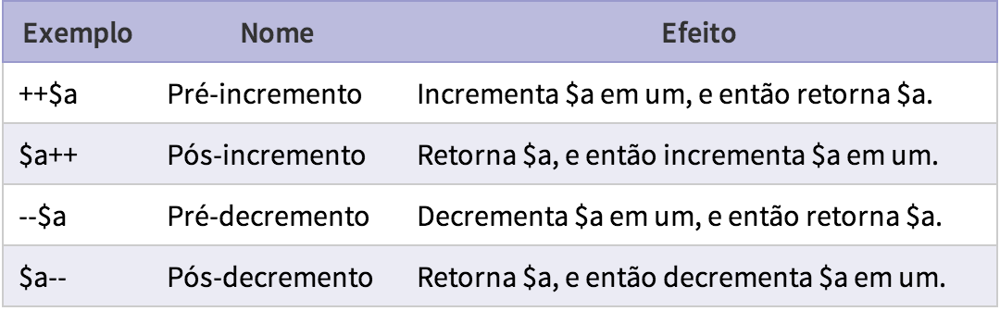 Exemplo Nome Efeito
++$a Pré-incremento Incrementa $a em um, e então retorna $a.
$a++ Pós-incremento Retorna $a, e então incrementa $a em um.
--$a Pré-decremento Decrementa $a em um, e então retorna $a.
$a-- Pós-decremento Retorna $a, e então decrementa $a em um.